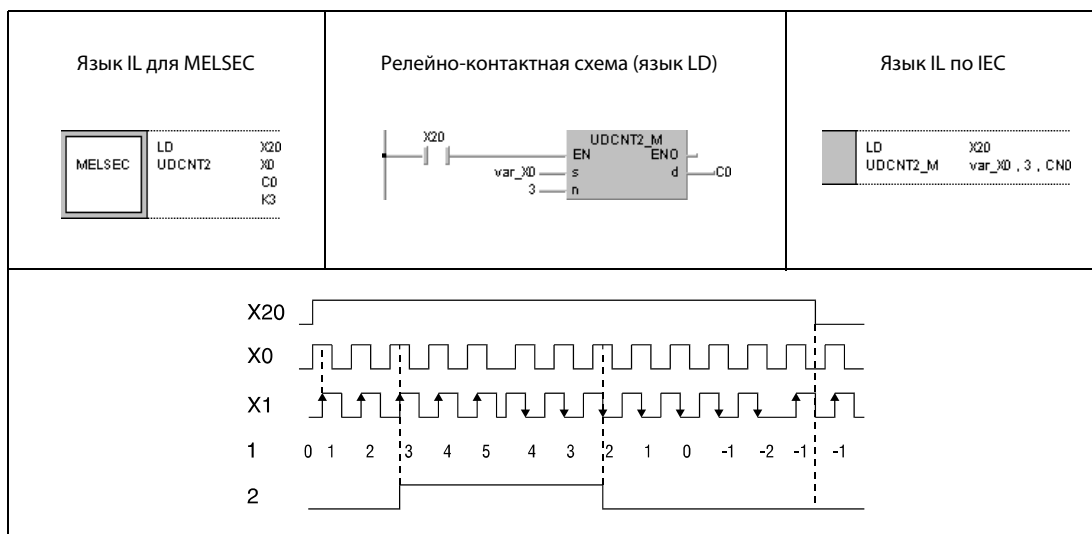 Язык IL для MELSEC
Релейно-контактная схема (язык LD)
Язык IL по IEC
MELSEC
LD X20
UDCNT2 X0
C0
K3
X20
UDCNT2_M
EN ENO
var_X0 s d C0
3 n
LD X20
UDCNT2_M var_X0 , 3 , CN0
X20
X0
X1
1 0 1 2 3 4 5 4 3 2 1 0 -1 -2 -1 -1
2